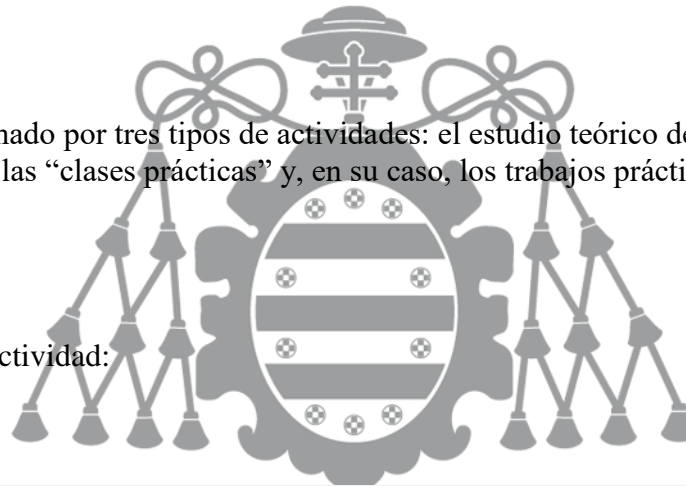 nado por tres tipos de actividades: el estudio teórico de
las “clases prácticas” y, en su caso, los trabajos prácti
ctividad: